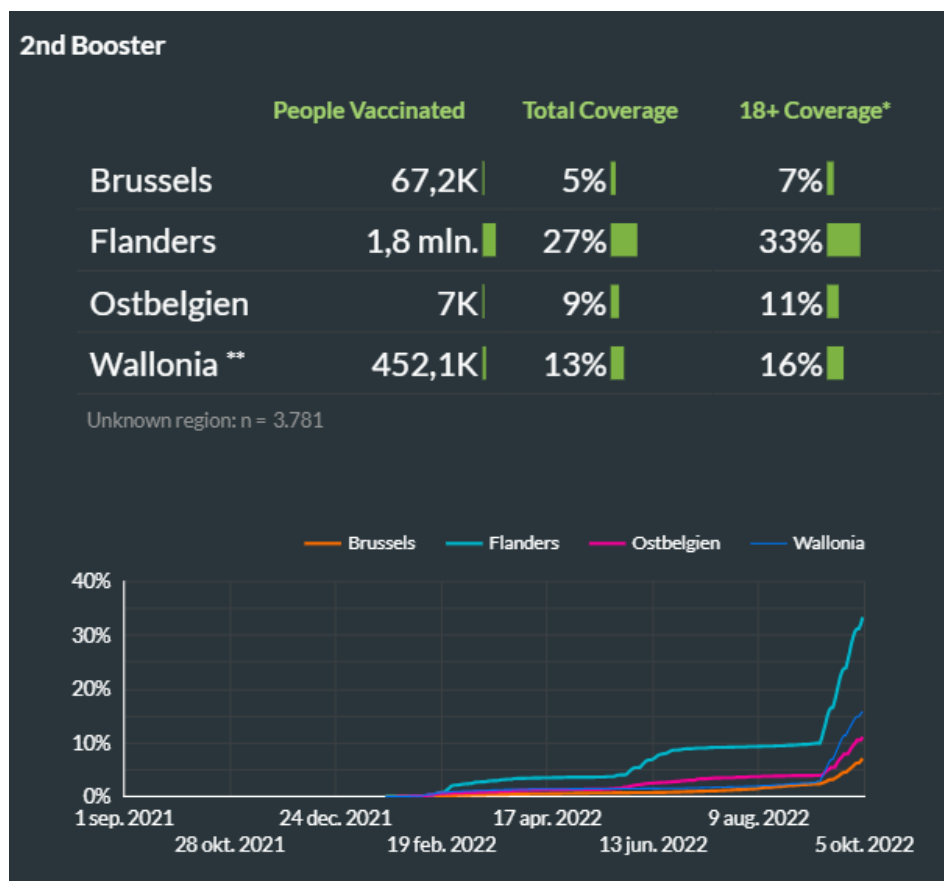 2nd Booster
People Vaccinated Total Coverage 18+ Coverage*
Brussels 67,2K 5% 7%
Flanders 1,8 mln. 27% 33%
Ostbelgien 7K 9% 11%
Wallonia ** 452,1K 13% 16%
Unknown region: n = 3.781
Brussels Flanders Ostbelgien Wallonia
40%
30%
20%
10%
0%
1 sep. 2021 24 dec. 2021 17 apr. 2022 9 aug. 2022
28 okt. 2021 19 feb. 2022 13 jun. 2022 5 okt. 2022